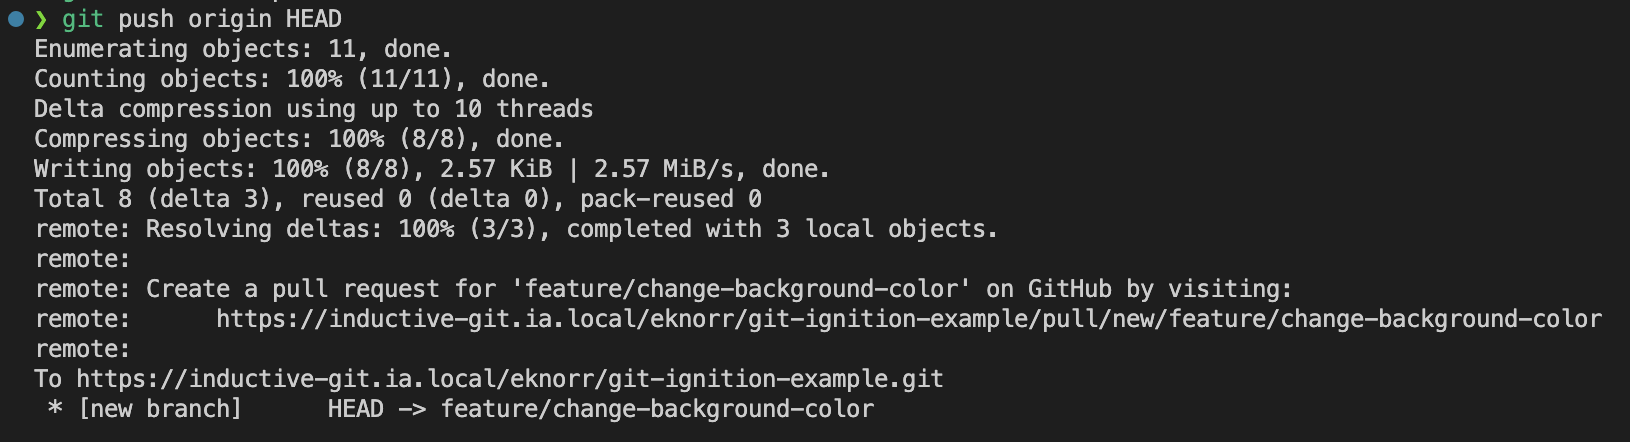 ❯ git push origin HEAD
Enumerating objects: 11, done.
Counting objects: 100% (11/11), done.
Delta compression using up to 10 threads
Compressing objects: 100% (8/8), done.
Writing objects: 100% (8/8), 2.57 KiB | 2.57 MiB/s, done.
Total 8 (delta 3), reused 0 (delta 0), pack-reused 0
remote: Resolving deltas: 100% (3/3), completed with 3 local objects.
remote:
remote: Create a pull request for 'feature/change-background-color' on GitHub by visiting:
remote:      https://inductive-git.ia.local/eknorr/git-ignition-example/pull/new/feature/change-background-color
remote:
To https://inductive-git.ia.local/eknorr/git-ignition-example.git
 * [new branch]      HEAD -> feature/change-background-color